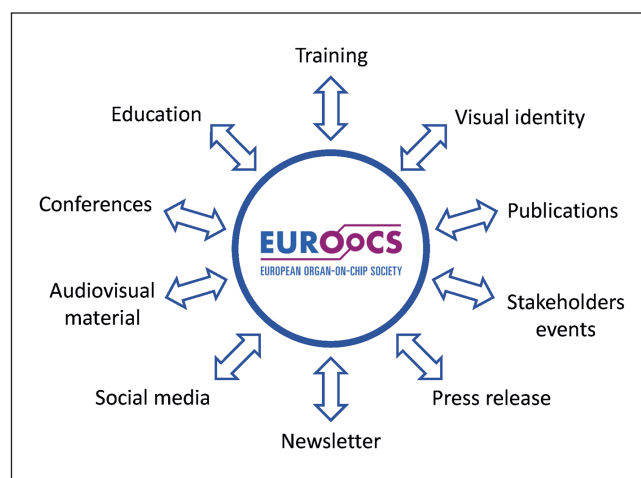 Training
Education
Visual identity
Conferences
Publications
EUROoCS
EUROPEAN ORGAN-ON-CHIP SOCIETY
Audiovisual
material
Stakeholders
events
Social media
Press release
Newsletter